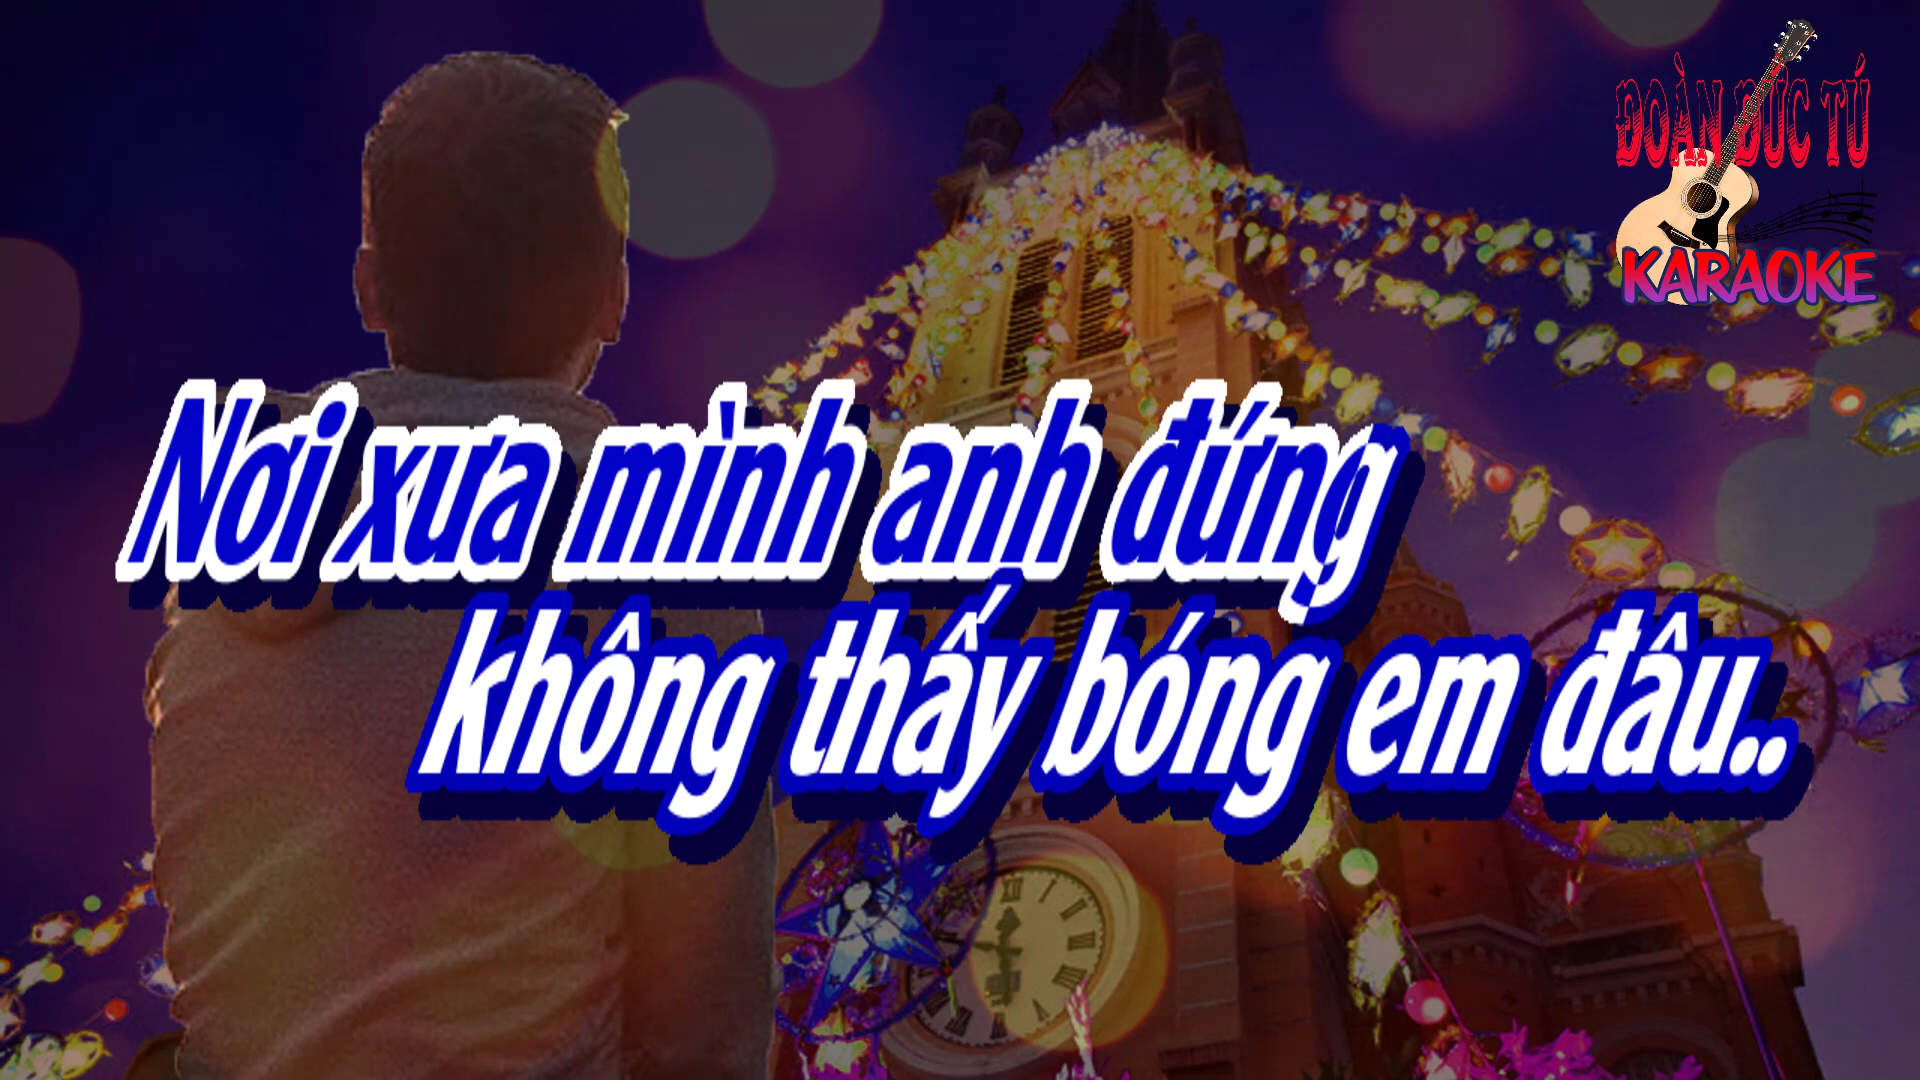 ĐOÀN ĐỨC TÚ
KARAOKE
Nơi xưa mình anh đứng
không thấy bóng em đâu..